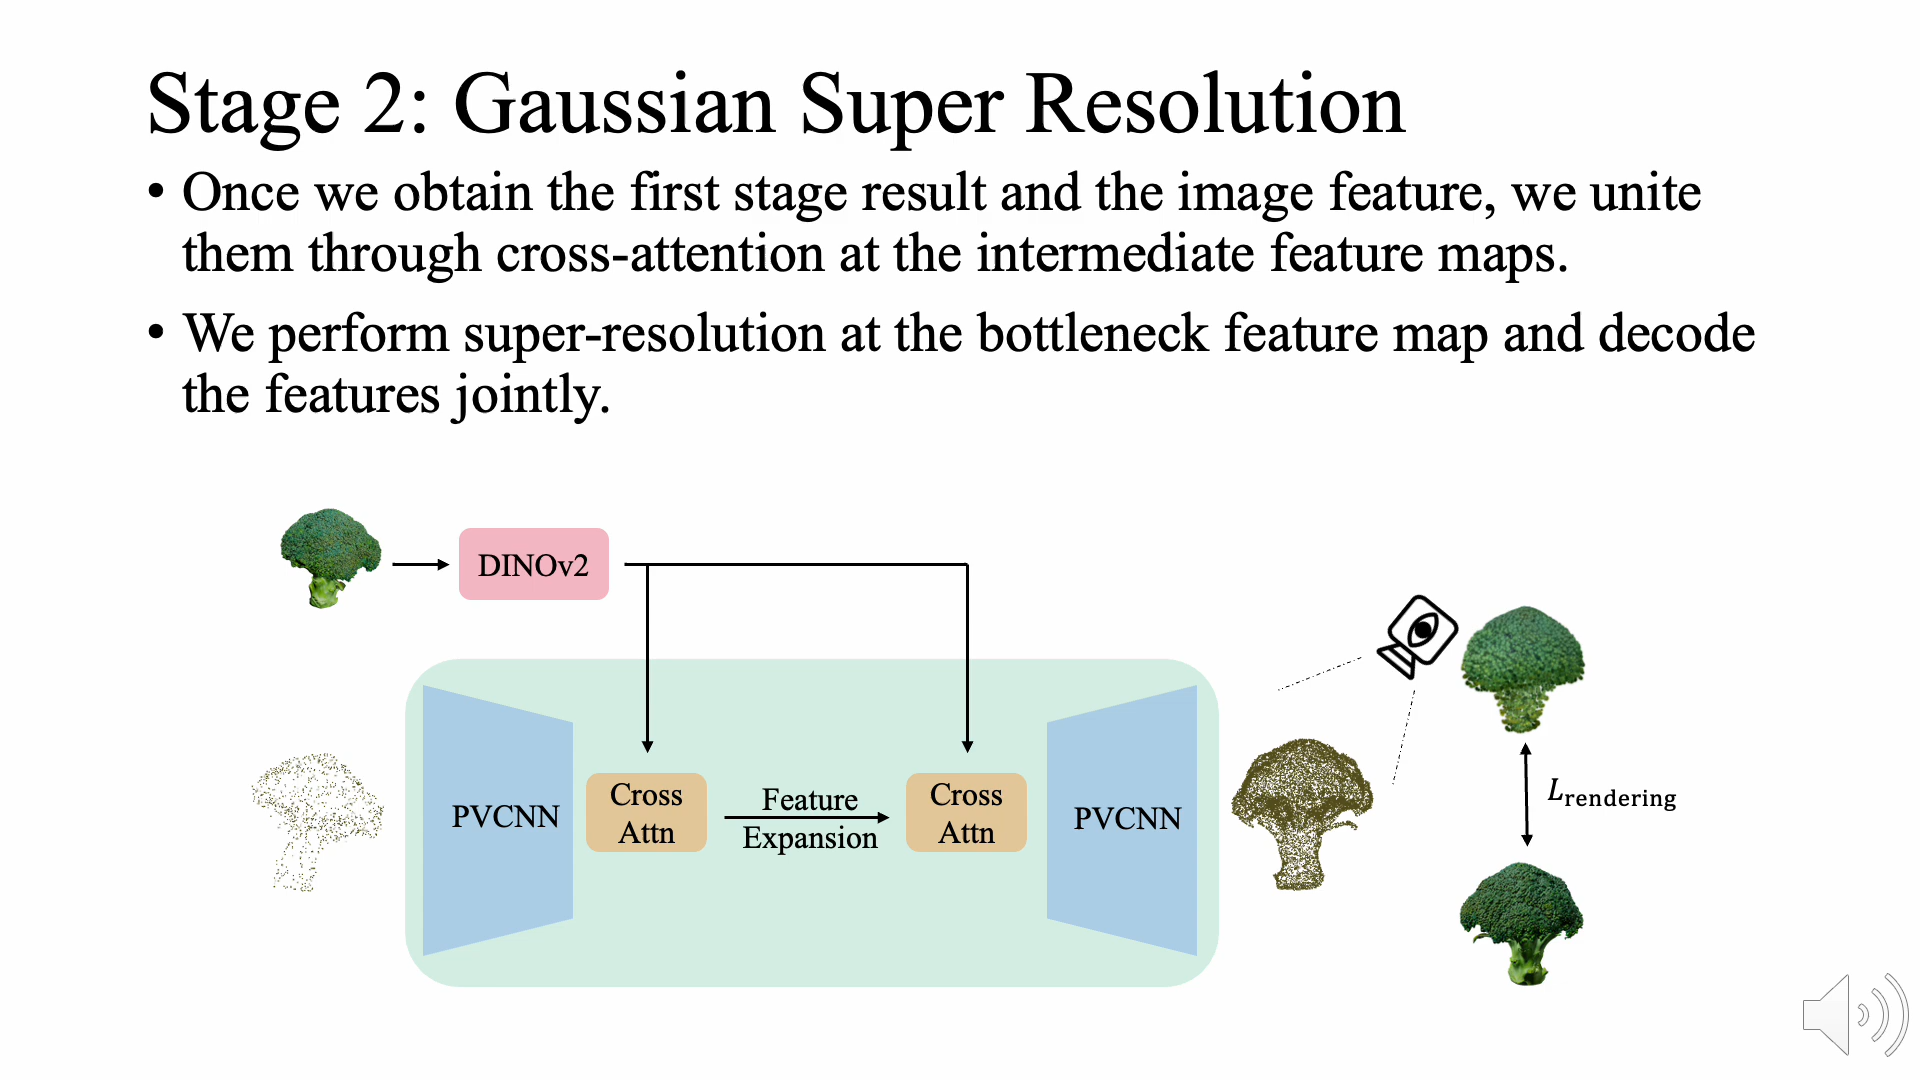 Stage 2: Gaussian Super Resolution
• Once we obtain the first stage result and the image feature, we unite
them through cross-attention at the intermediate feature maps.
• We perform super-resolution at the bottleneck feature map and decode
the features jointly.
DINOv2
PVCNN
Cross
Attn
Feature
Expansion
Cross
Attn
PVCNN
Lrendering